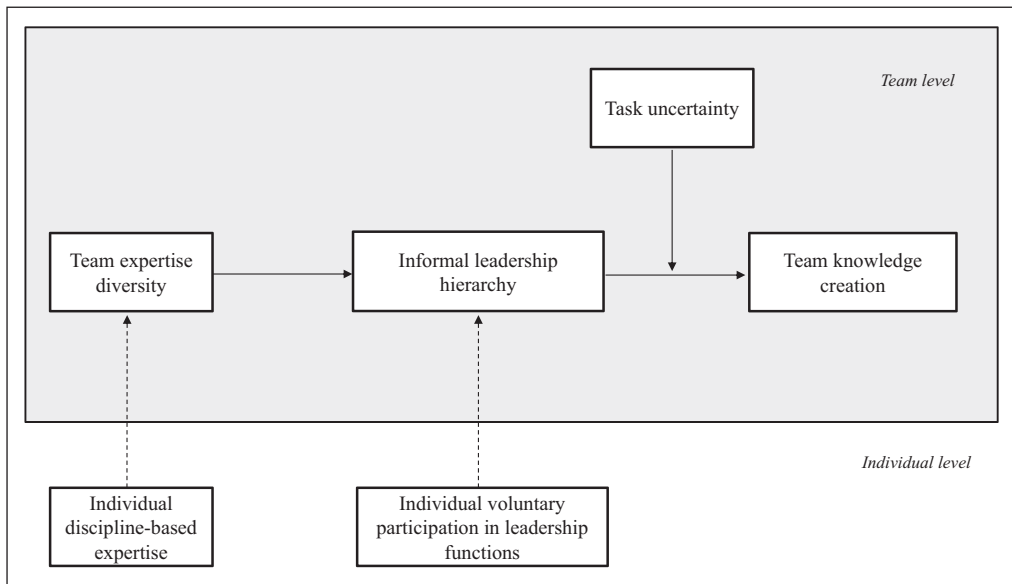 Team level
Task uncertainty
Team expertise
diversity
Informal leadership
hierarchy
Team knowledge
creation
Individual level
Individual
discipline-based
expertise
Individual voluntary
participation in leadership
functions